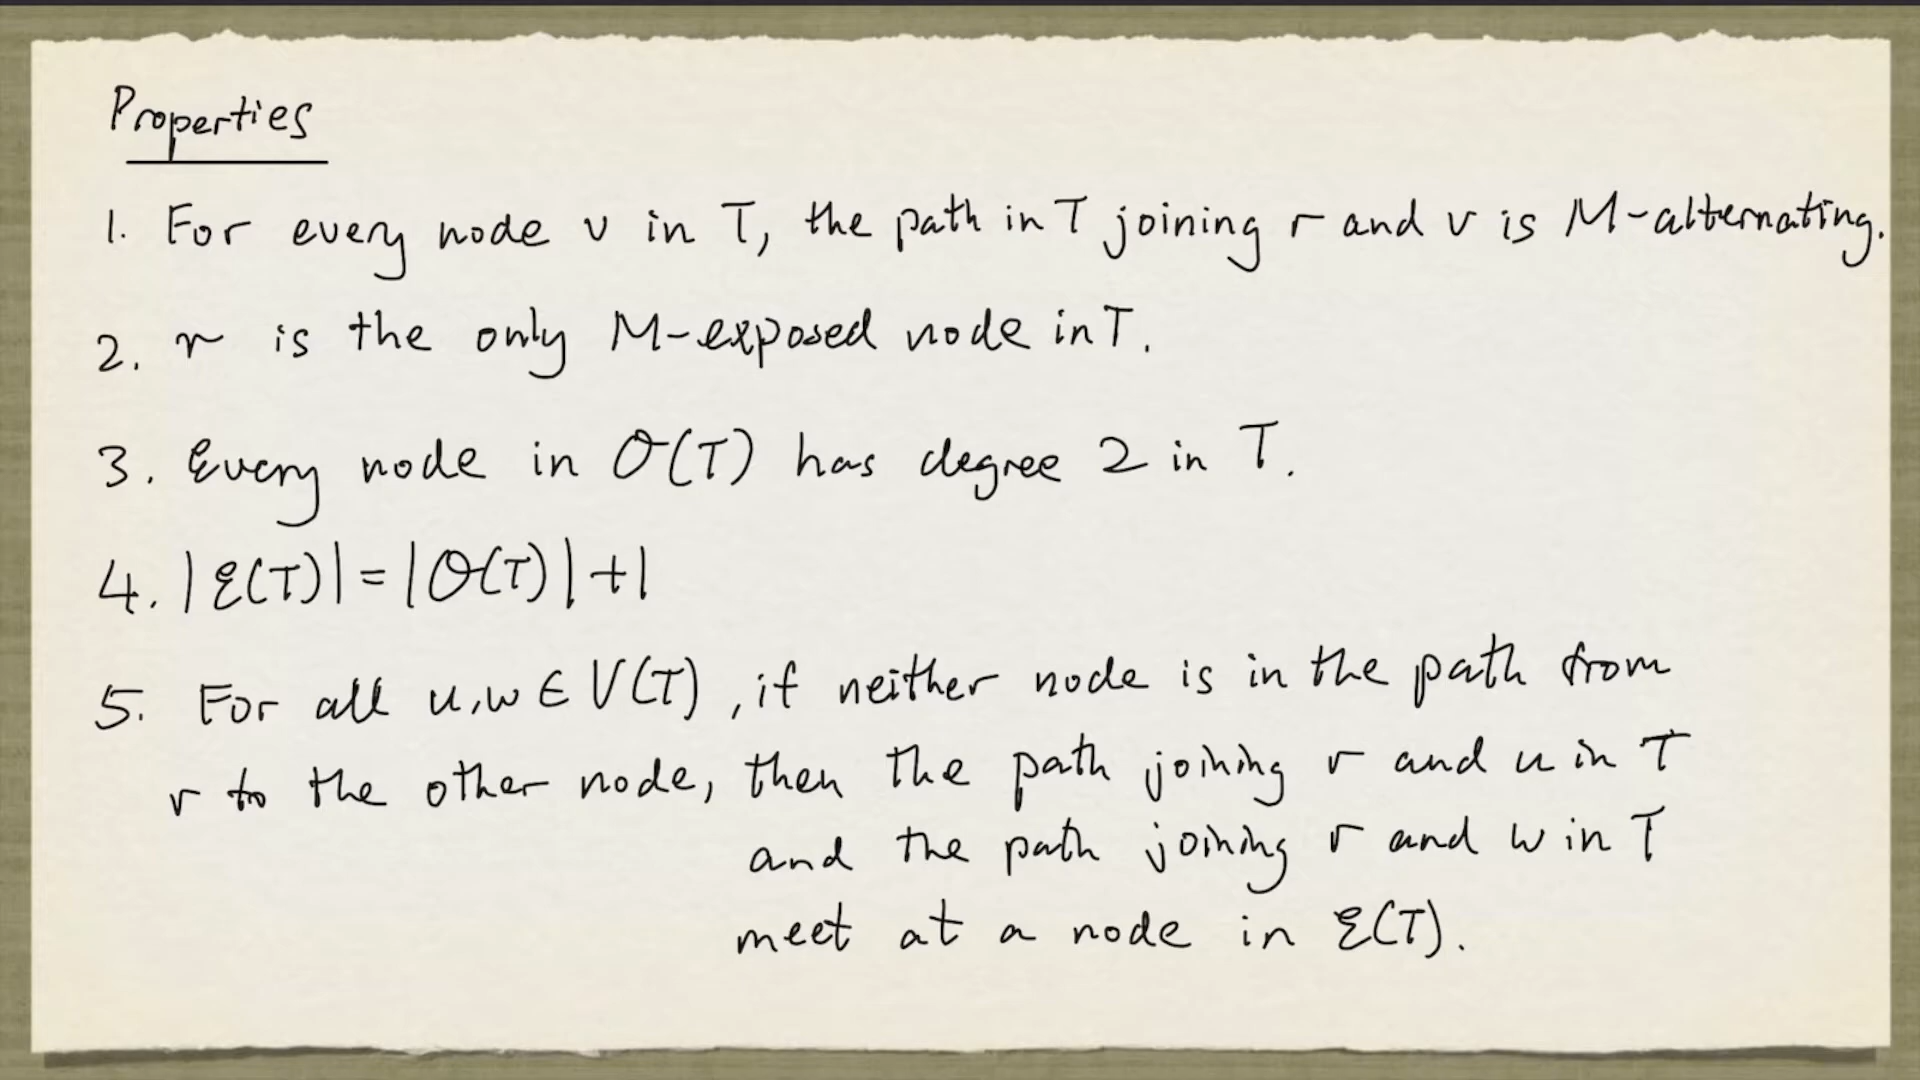 Properties
1. For every node v in T, the path in T joining r and v is M-alternating.
2. r is the only M-exposed node in T.
3. Every node in O(T) has degree 2 in T.
4. |ℰ(T)| = |O(T)| + 1
5. For all u, w ∈ V(T), if neither node is in the path from
r to the other node, then the path joining r and u in T
and the path joining r and w in T
meet at a node in ℰ(T).